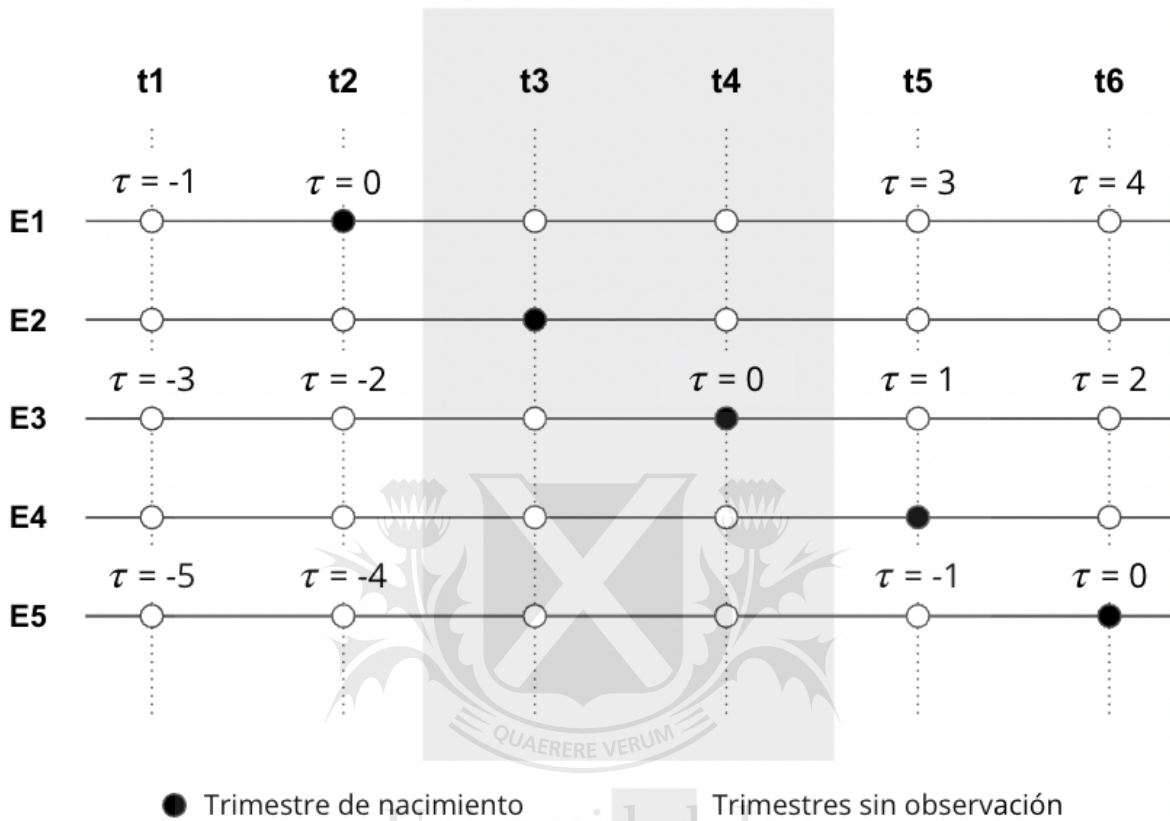 t1 t2 t3 t4 t5 t6
τ = -1 τ = 0 τ = 3 τ = 4
E1
E2
τ = -3 τ = -2 τ = 0 τ = 1 τ = 2
E3
E4
τ = -5 τ = -4 τ = -1 τ = 0
E5
QUAERERE VERUM
Trimestre de nacimiento Trimestres sin observación